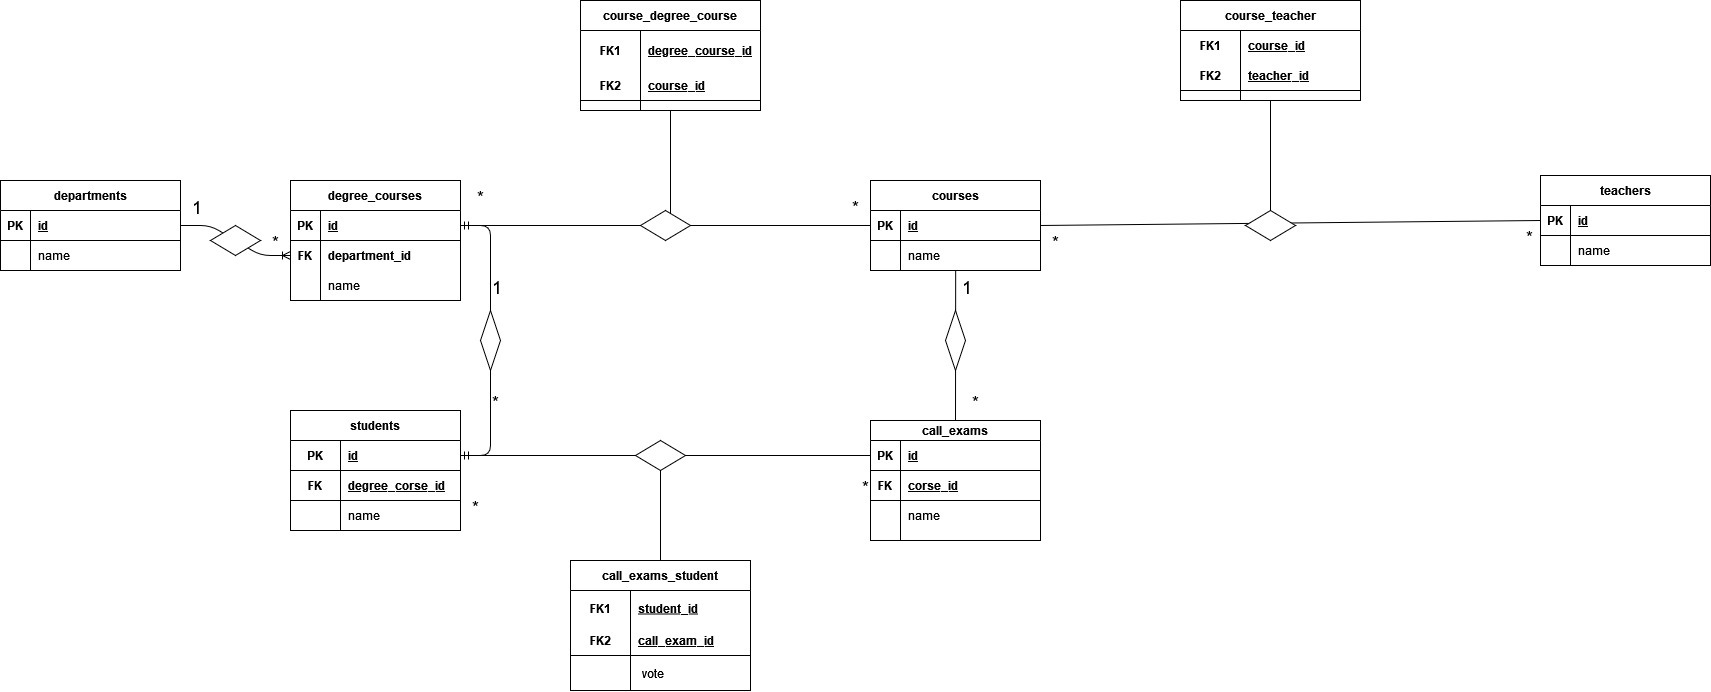 course_degree_course
FK1 degree_course_id
FK2 course_id
course_teacher
FK1 course_id
FK2 teacher_id
departments
PK id
name
1
*
degree_courses
PK id
FK department_id
name
*
*
courses
PK id
name
*
*
teachers
PK id
name
1
*
1
*
students
PK id
FK degree_corse_id
name
*
call_exams
PK id
* FK corse_id
name
call_exams_student
FK1 student_id
FK2 call_exam_id
vote